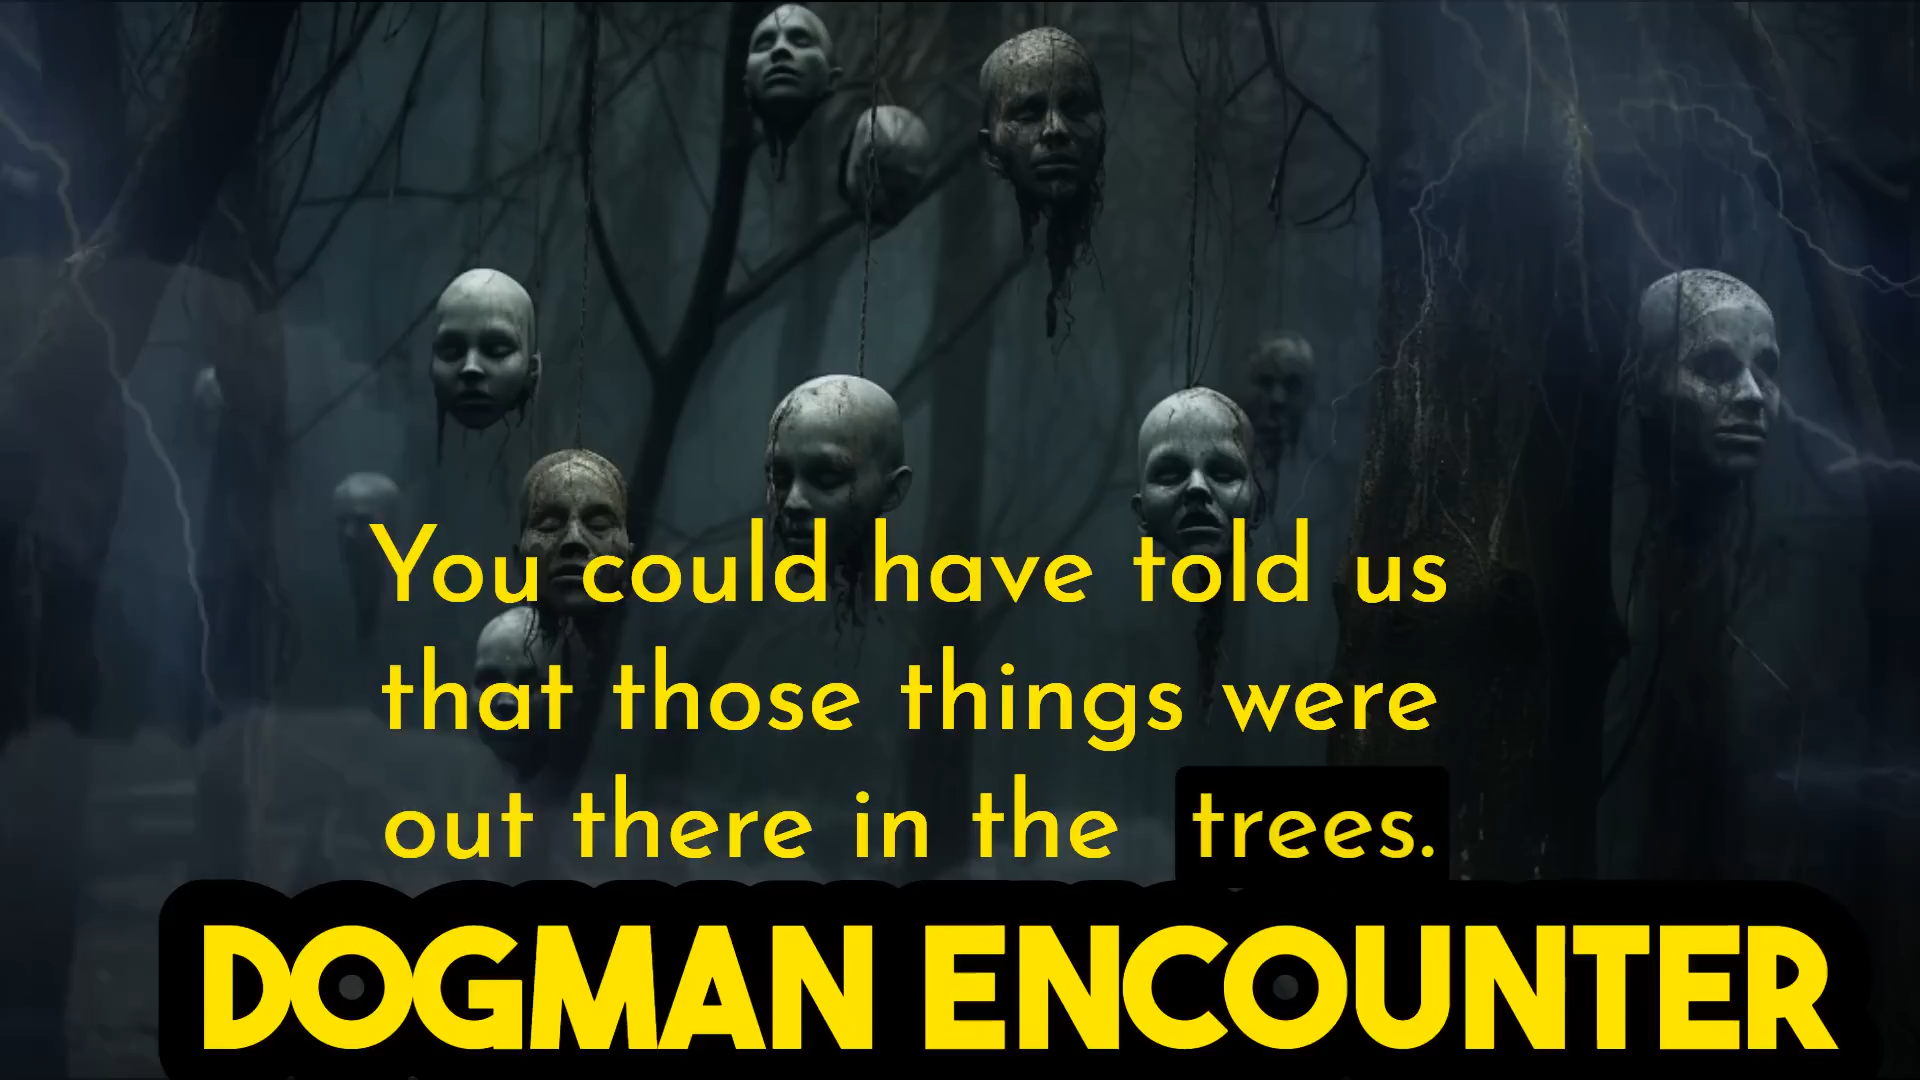 You could have told us
that those things were
out there in the trees.
DOGMAN ENCOUNTER